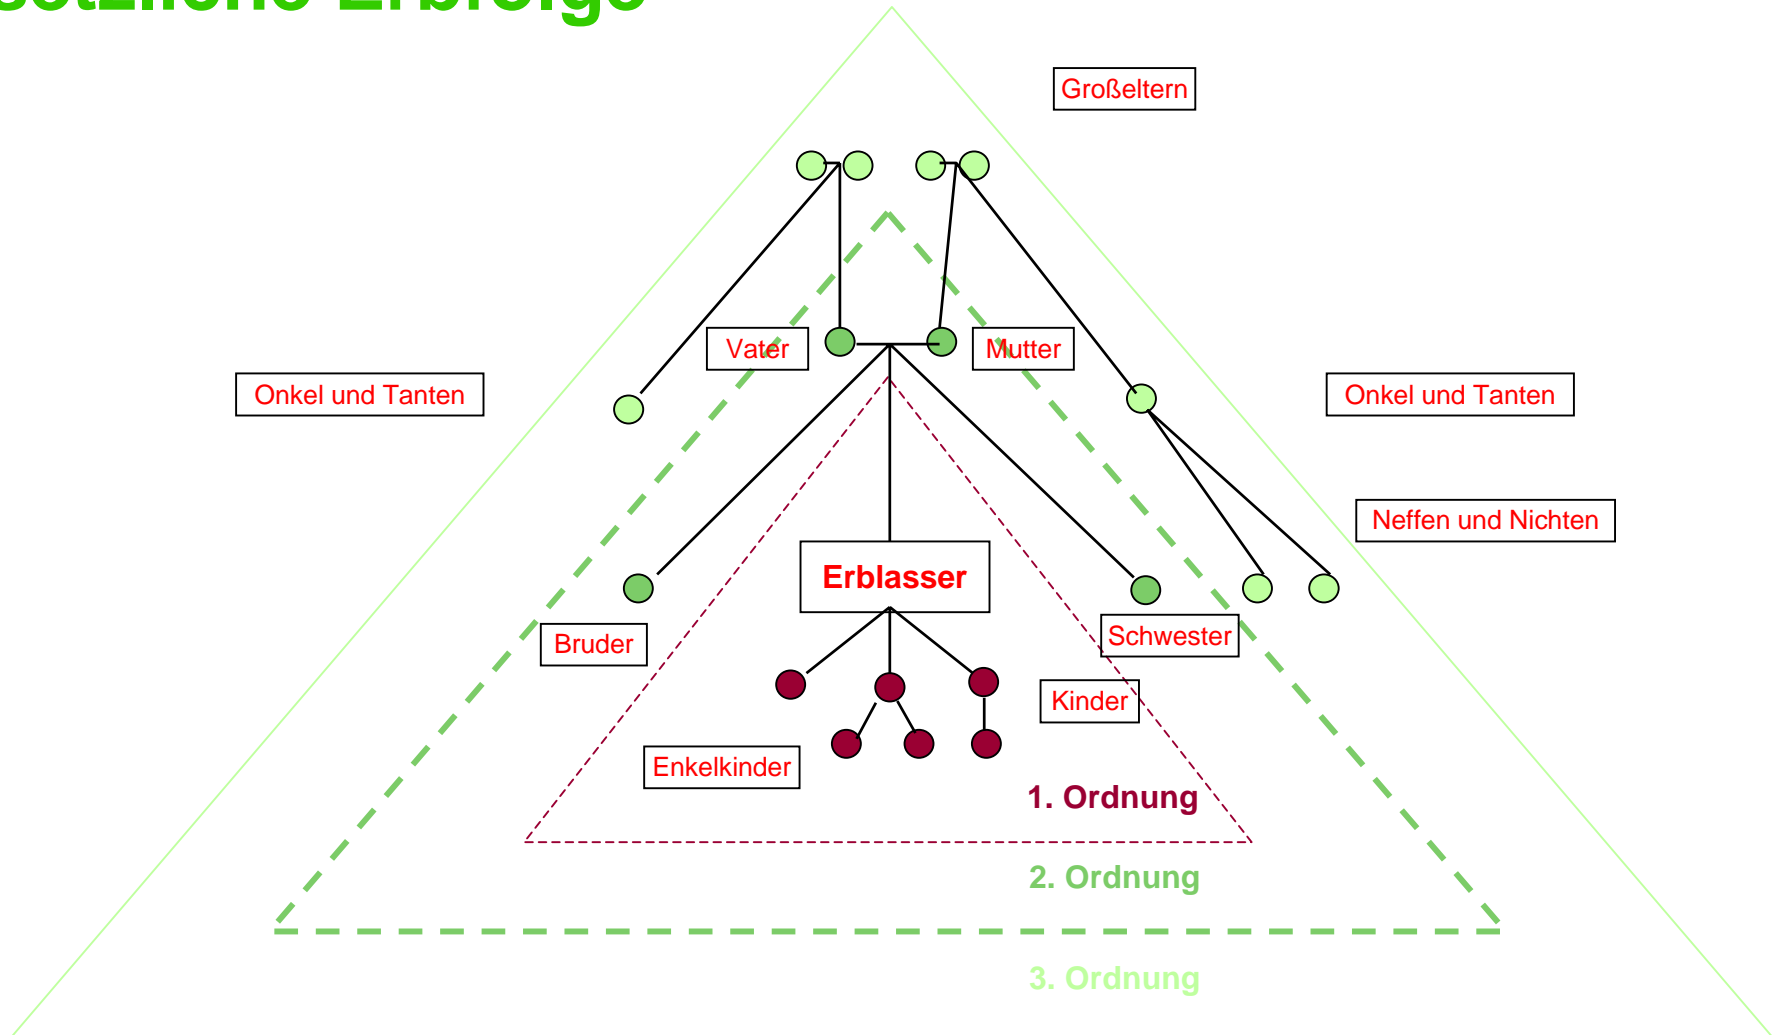 Großeltern
Vater
Mutter
Onkel und Tanten
Onkel und Tanten
Neffen und Nichten
Erblasser
Bruder
Schwester
Kinder
Enkelkinder
1. Ordnung
2. Ordnung
3. Ordnung